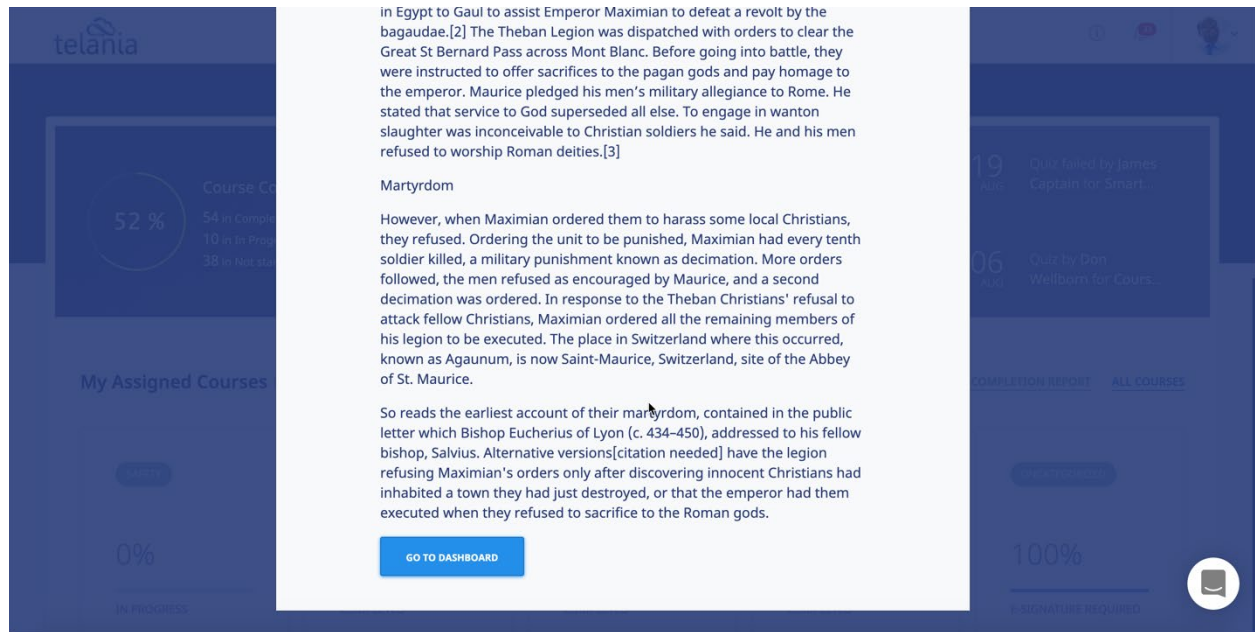 telania
in Egypt to Gaul to assist Emperor Maximian to defeat a revolt by the
bagaudae.[2] The Theban Legion was dispatched with orders to clear the
Great St Bernard Pass across Mont Blanc. Before going into battle, they
were instructed to offer sacrifices to the pagan gods and pay homage to
the emperor. Maurice pledged his men’s military allegiance to Rome. He
stated that service to God superseded all else. To engage in wanton
slaughter was inconceivable to Christian soldiers he said. He and his men
refused to worship Roman deities.[3]
Martyrdom
However, when Maximian ordered them to harass some local Christians,
they refused. Ordering the unit to be punished, Maximian had every tenth
soldier killed, a military punishment known as decimation. More orders
followed, the men refused as encouraged by Maurice, and a second
decimation was ordered. In response to the Theban Christians' refusal to
attack fellow Christians, Maximian ordered all the remaining members of
his legion to be executed. The place in Switzerland where this occurred,
known as Agaunum, is now Saint-Maurice, Switzerland, site of the Abbey
of St. Maurice.
So reads the earliest account of their martyrdom, contained in the public
letter which Bishop Eucherius of Lyon (c. 434–450), addressed to his fellow
bishop, Salvius. Alternative versions[citation needed] have the legion
refusing Maximian's orders only after discovering innocent Christians had
inhabited a town they had just destroyed, or that the emperor had them
executed when they refused to sacrifice to the Roman gods.
GO TO DASHBOARD
52 %
Course Co
54 in Comple
10 in In Prog
38 in Not sta
19
AUG
Quiz failed by James
Captain for Smart...
06
AUG
Quiz by Don
Wellborn for Cours...
My Assigned Courses
COMPLETION REPORT
ALL COURSES
0%
IN PROGRESS
100%
E-SIGNATURE REQUIRED